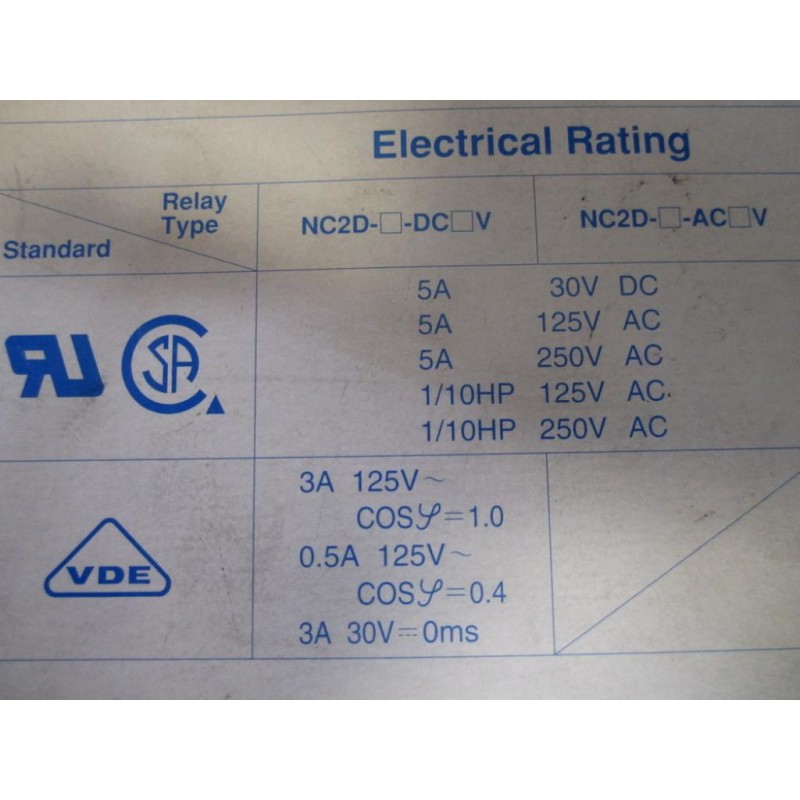 Electrical Rating
Relay Type
Standard
NC2D-□-DC□V
NC2D-□-AC□V
RU
SA
5A 30V DC
5A 125V AC
5A 250V AC
1/10HP 125V AC
1/10HP 250V AC
VDE
3A 125V~
COSφ=1.0
0.5A 125V~
COSφ=0.4
3A 30V⎓0ms